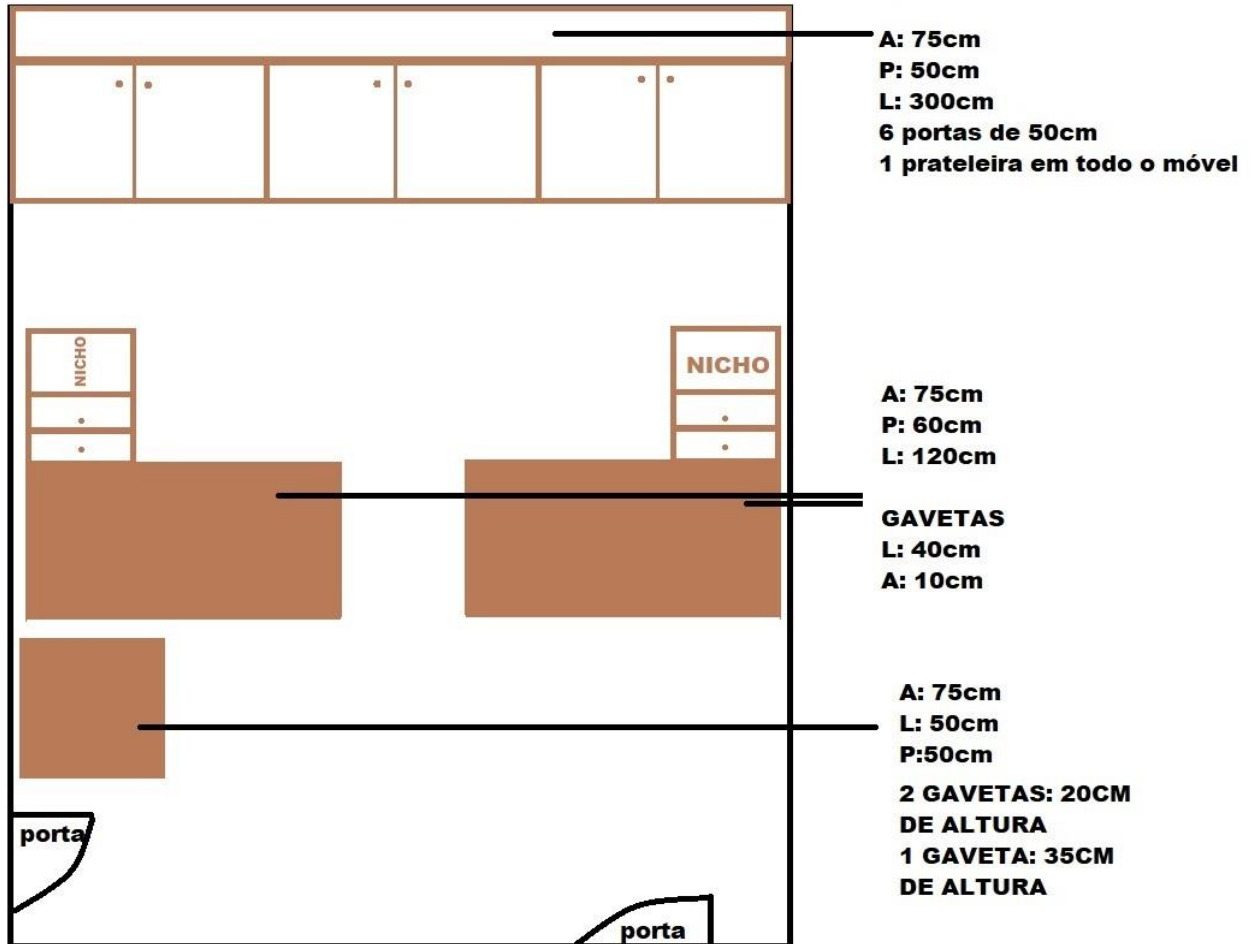 A: 75cm
P: 50cm
L: 300cm
6 portas de 50cm
1 prateleira em todo o móvel
NICHO
NICHO
A: 75cm
P: 60cm
L: 120cm
GAVETAS
L: 40cm
A: 10cm
A: 75cm
L: 50cm
P:50cm
2 GAVETAS: 20CM
DE ALTURA
1 GAVETA: 35CM
DE ALTURA
porta
porta